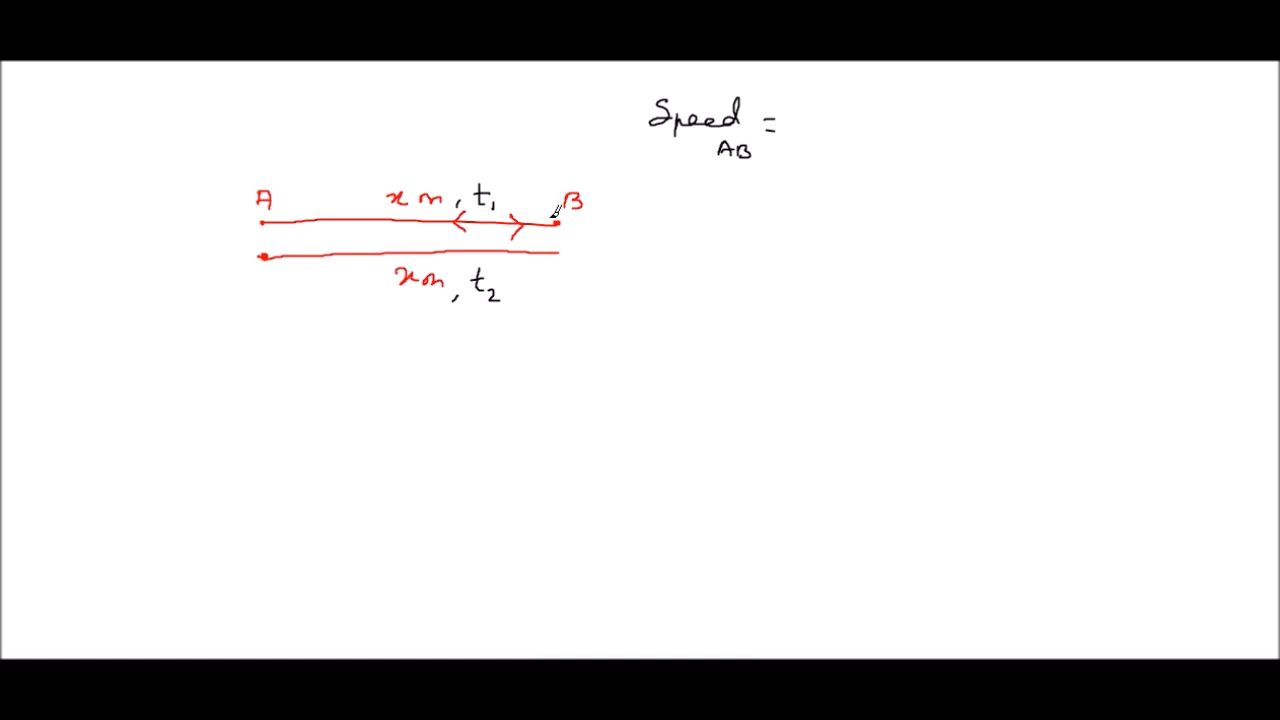 Speed AB =
A x m, t₁ B
x m, t₂